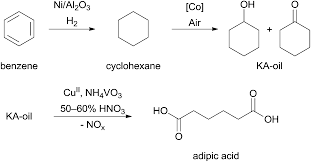 Ni/Al2O3
H2
[Co]
Air
OH
O
+
benzene
cyclohexane
KA-oil
KA-oil
CuII, NH4VO3
50–60% HNO3
- NOx
HO
O
O
OH
adipic acid